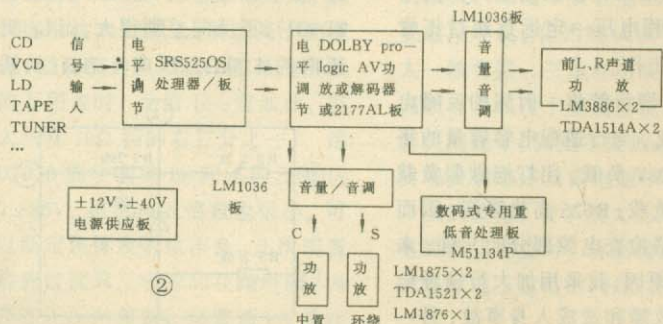 LM1036板
CD 信
VCD 号
LD 输
TAPE 人
TUNER
...
电平调节
SRS525OS
处理器/板
电平调节
DOLBY pro-
logic AV功
放或解码器
或2177AL板
音量音调
前L、R声道
功 放
LM3886×2
TDA1514A×2
±12V,±40V
电源供应板
LM1036
板
音量/音调
数码式专用重
低音处理板
M51134P
C
S
功放
功放
LM1875×2
TDA1521×2
LM1876×1
中置
环绕
②